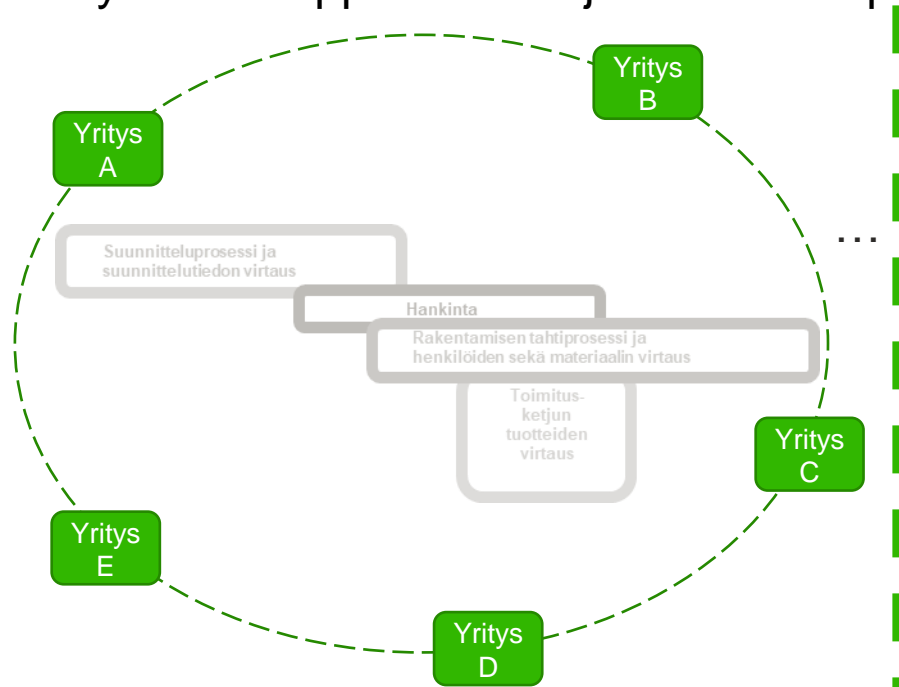 Yritys
B
Yritys
A
...
Suunnitteluprosessi ja
suunnittelutiedon virtaus
Hankinta
Rakentamisen tahtiprosessi ja
henkilöiden sekä materiaalin virtaus
Toimitus-
ketjun
tuotteiden
virtaus
Yritys
C
Yritys
E
Yritys
D